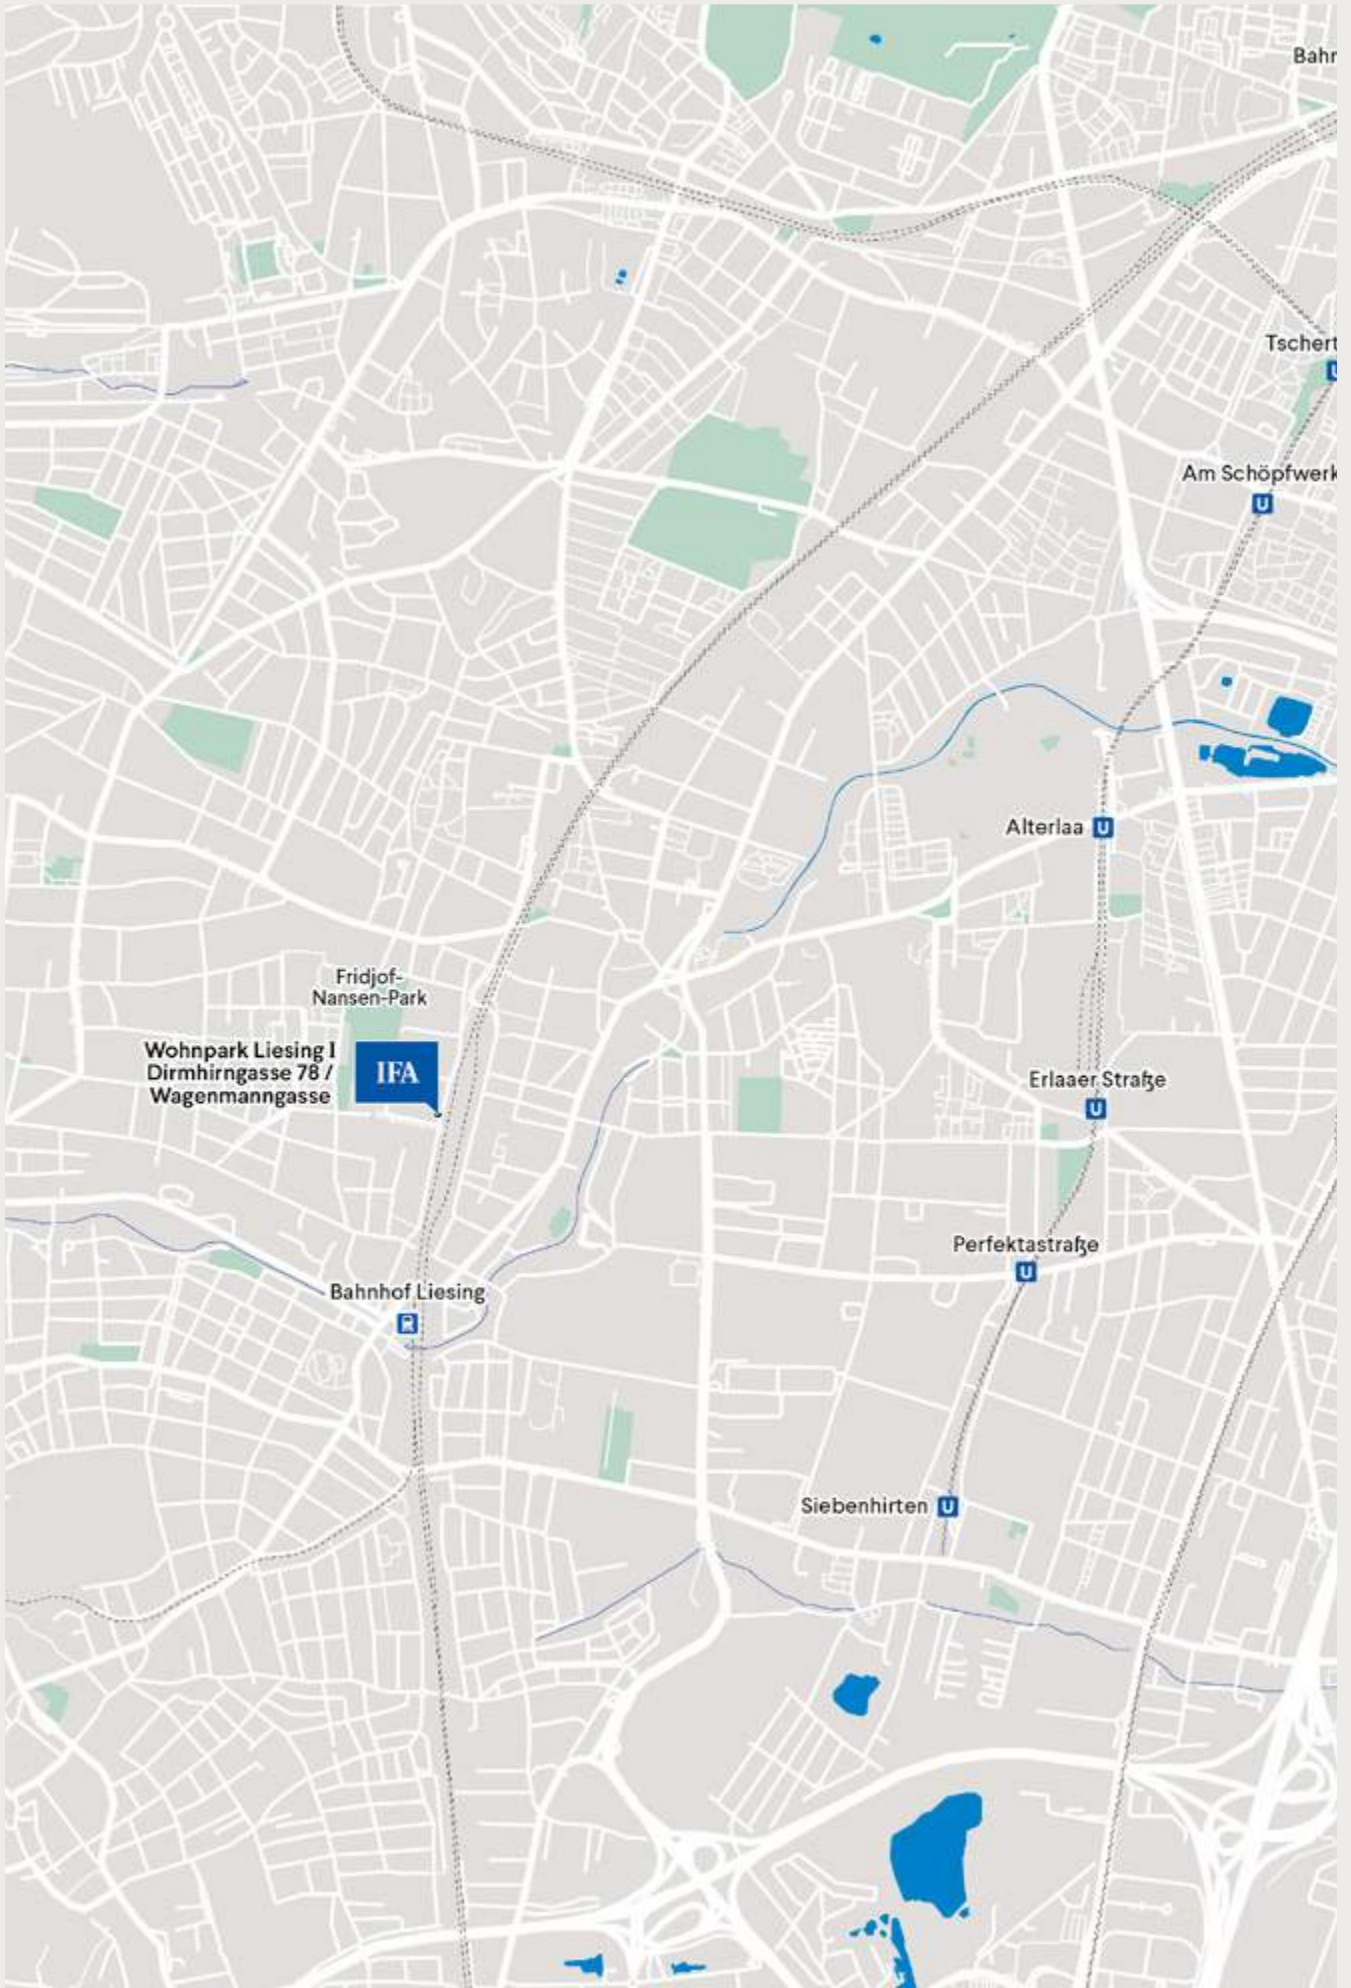 Bahr
Tschert
U
Am Schöpfwerk
U
Alterlaa U
Fridjof-
Nansen-Park
Wohnpark Liesing I
Dirmhirngasse 78 /
Wagenmanngasse
IFA
Erlaaer Straße
U
Perfektastraße
U
Bahnhof Liesing
Siebenhirten U